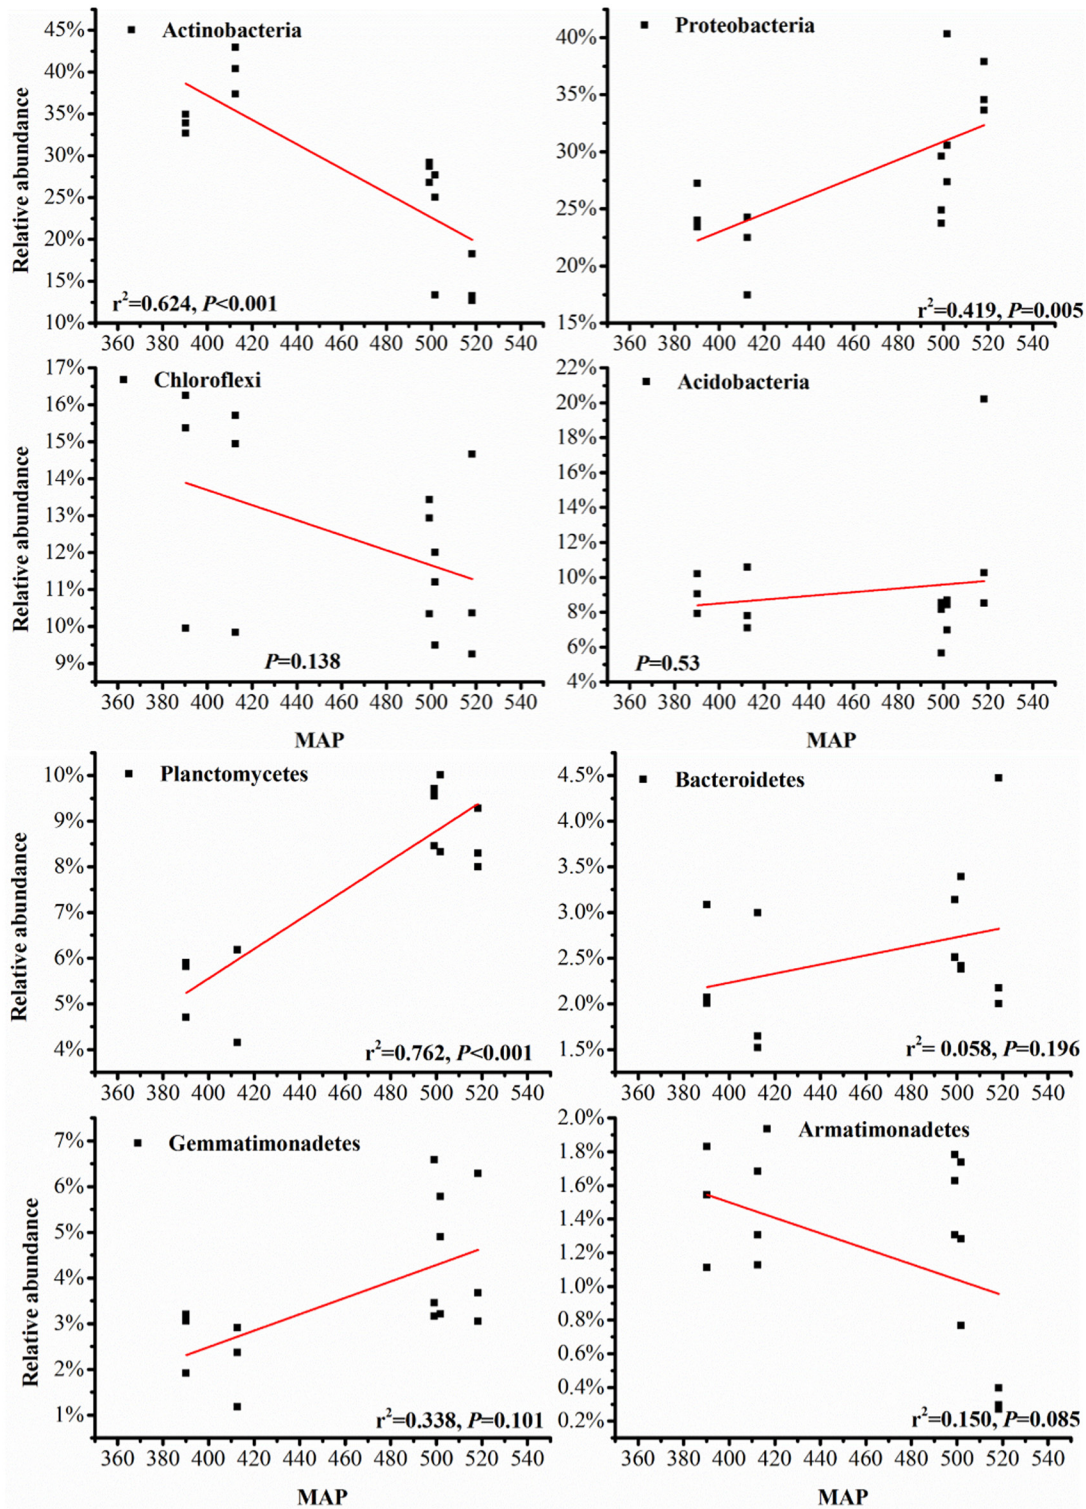 Actinobacteria
45%
40%
35%
30%
25%
20%
15%
10%
Relative abundance
r²=0.624, P<0.001
360 380 400 420 440 460 480 500 520 540
Proteobacteria
40%
35%
30%
25%
20%
15%
r²=0.419, P=0.005
360 380 400 420 440 460 480 500 520 540
Chloroflexi
17%
16%
15%
14%
13%
12%
11%
10%
9%
Relative abundance
P=0.138
360 380 400 420 440 460 480 500 520 540
MAP
Acidobacteria
22%
20%
18%
16%
14%
12%
10%
8%
6%
4%
P=0.53
360 380 400 420 440 460 480 500 520 540
MAP
Planctomycetes
10%
9%
8%
7%
6%
5%
4%
Relative abundance
r²=0.762, P<0.001
360 380 400 420 440 460 480 500 520 540
Bacteroidetes
4.5%
4.0%
3.5%
3.0%
2.5%
2.0%
1.5%
r²= 0.058, P=0.196
360 380 400 420 440 460 480 500 520 540
Gemmatimonadetes
7%
6%
5%
4%
3%
2%
1%
Relative abundance
r²=0.338, P=0.101
360 380 400 420 440 460 480 500 520 540
MAP
Armatimonadetes
2.0%
1.8%
1.6%
1.4%
1.2%
1.0%
0.8%
0.6%
0.4%
0.2%
r²=0.150, P=0.085
360 380 400 420 440 460 480 500 520 540
MAP